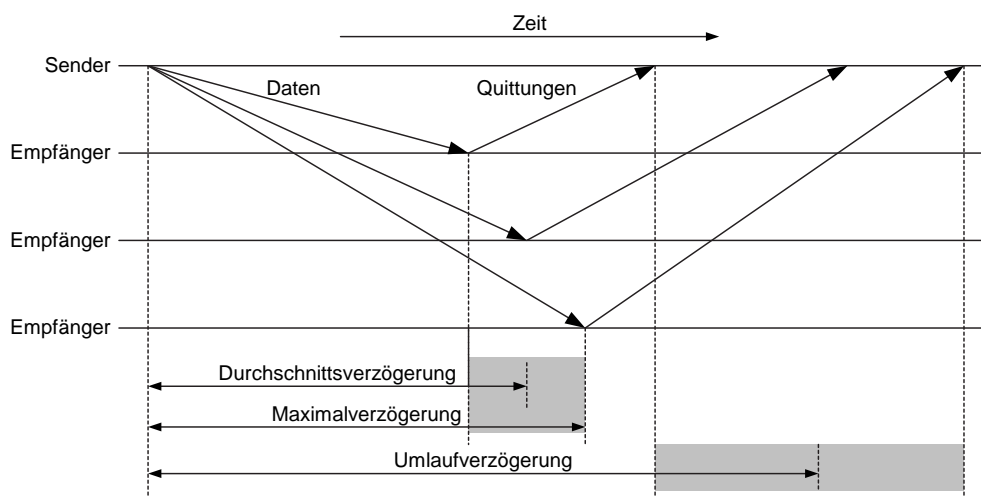 Zeit
Sender
Daten
Quittungen
Empfänger
Empfänger
Empfänger
Durchschnittsverzögerung
Maximalverzögerung
Umlaufverzögerung